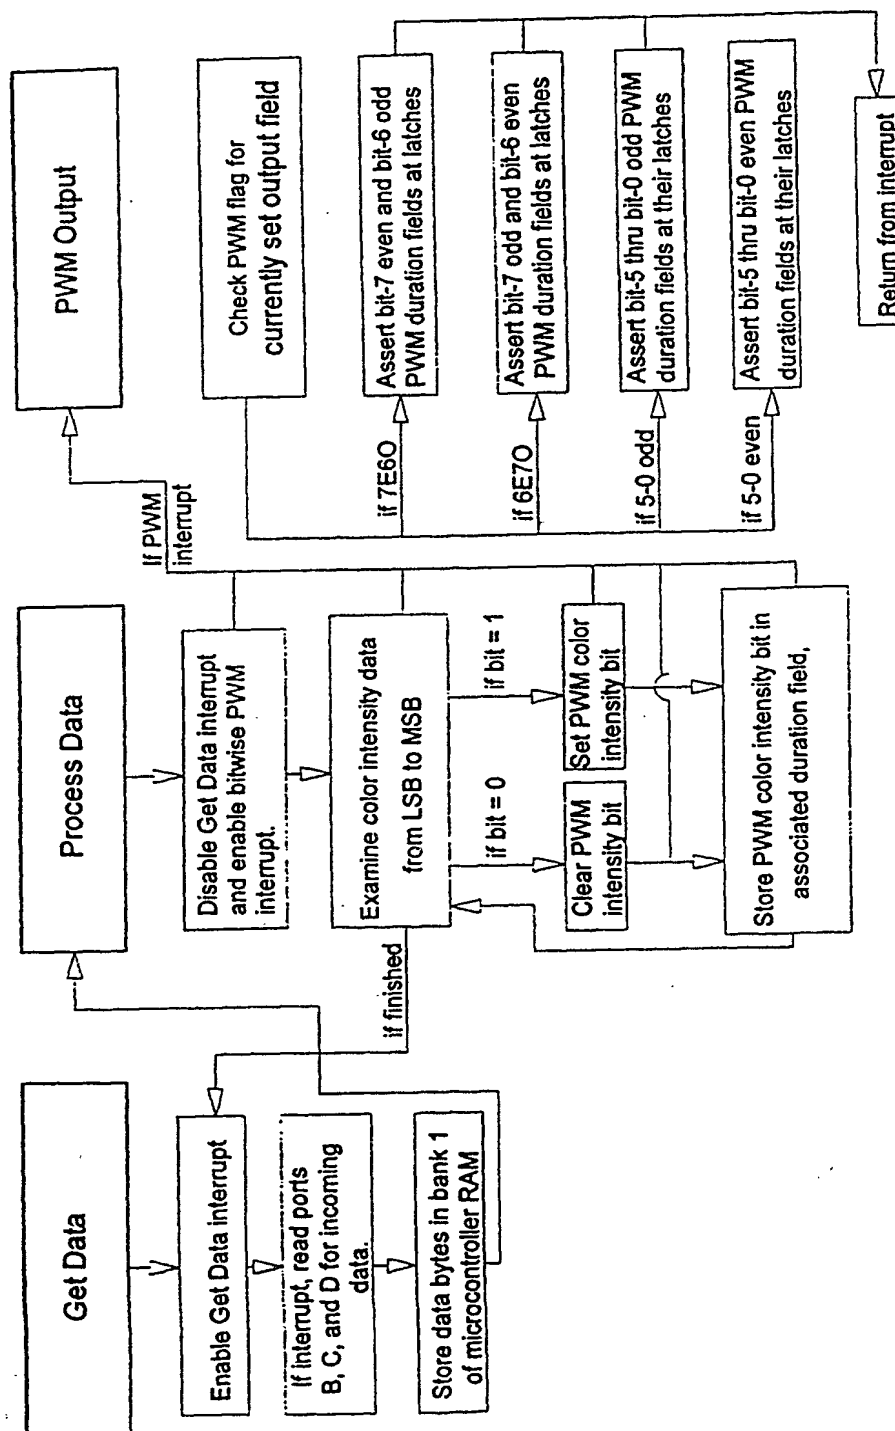 Get Data
Enable Get Data interrupt
If interrupt, read ports
B, C, and D for incoming
data.
Store data bytes in bank 1
of microcontroller RAM
Process Data
Disable Get Data interrupt
and enable bitwise PWM
interrupt.
if finished
Examine color intensity data
from LSB to MSB
if bit = 0
if bit = 1
Clear PWM
intensity bit
Set PWM color
intensity bit
Store PWM color intensity bit in
associated duration field,
If PWM
interrupt
PWM Output
Check PWM flag for
currently set output field
if 7E6O
Assert bit-7 even and bit-6 odd
PWM duration fields at latches
if 6E7O
Assert bit-7 odd and bit-6 even
PWM duration fields at latches
if 5-0 odd
Assert bit-5 thru bit-0 odd PWM
duration fields at their latches
if 5-0 even
Assert bit-5 thru bit-0 even PWM
duration fields at their latches
Return from interrupt